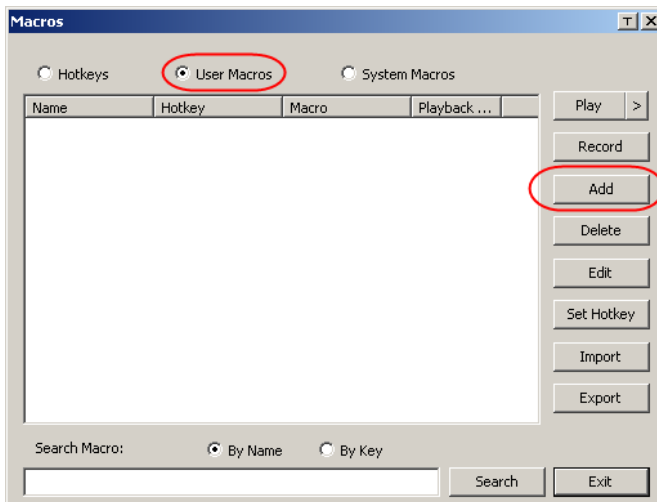 Macros
Hotkeys User Macros System Macros
Name Hotkey Macro Playback ...
Play >
Record
Add
Delete
Edit
Set Hotkey
Import
Export
Search Macro: By Name By Key
Search Exit